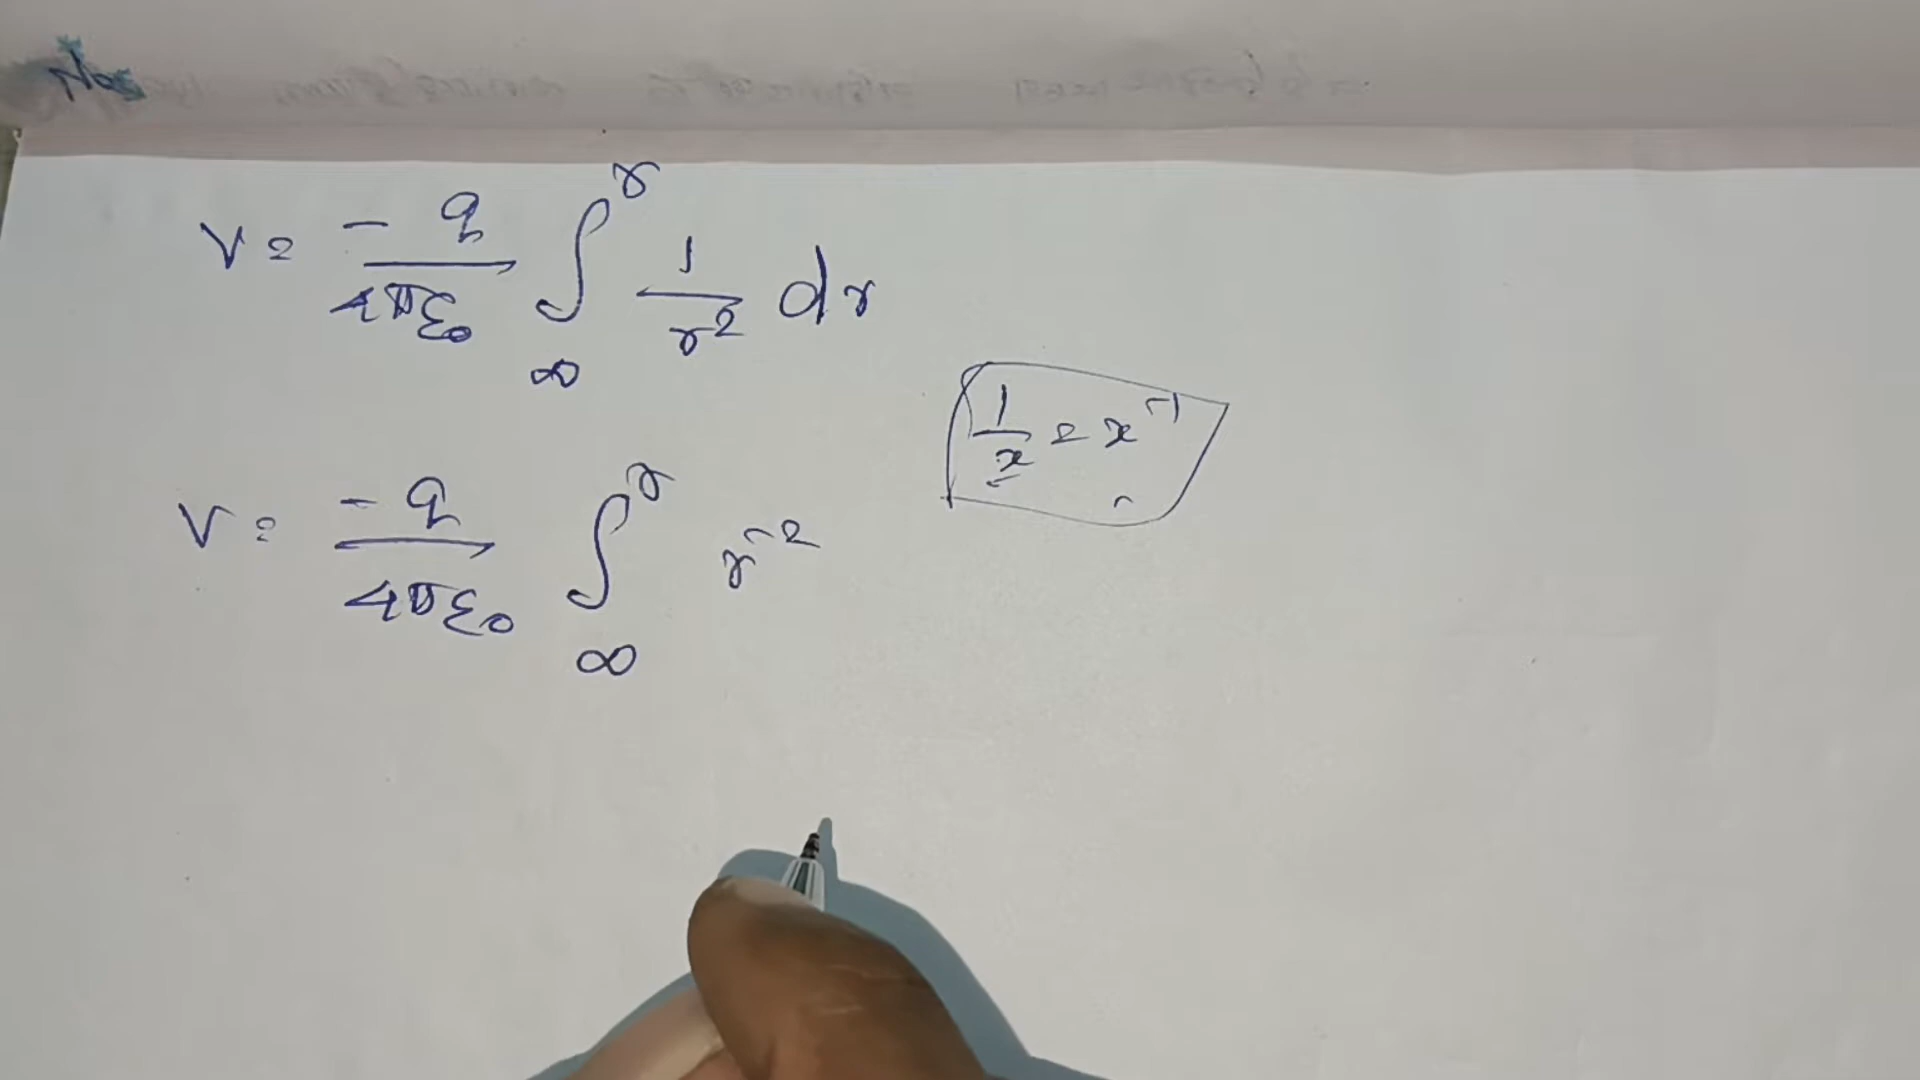 V = -q/4πε₀ ∫_∞^r 1/r² dr
1/x = x⁻¹
V = -q/4πε₀ ∫_∞^r r⁻²